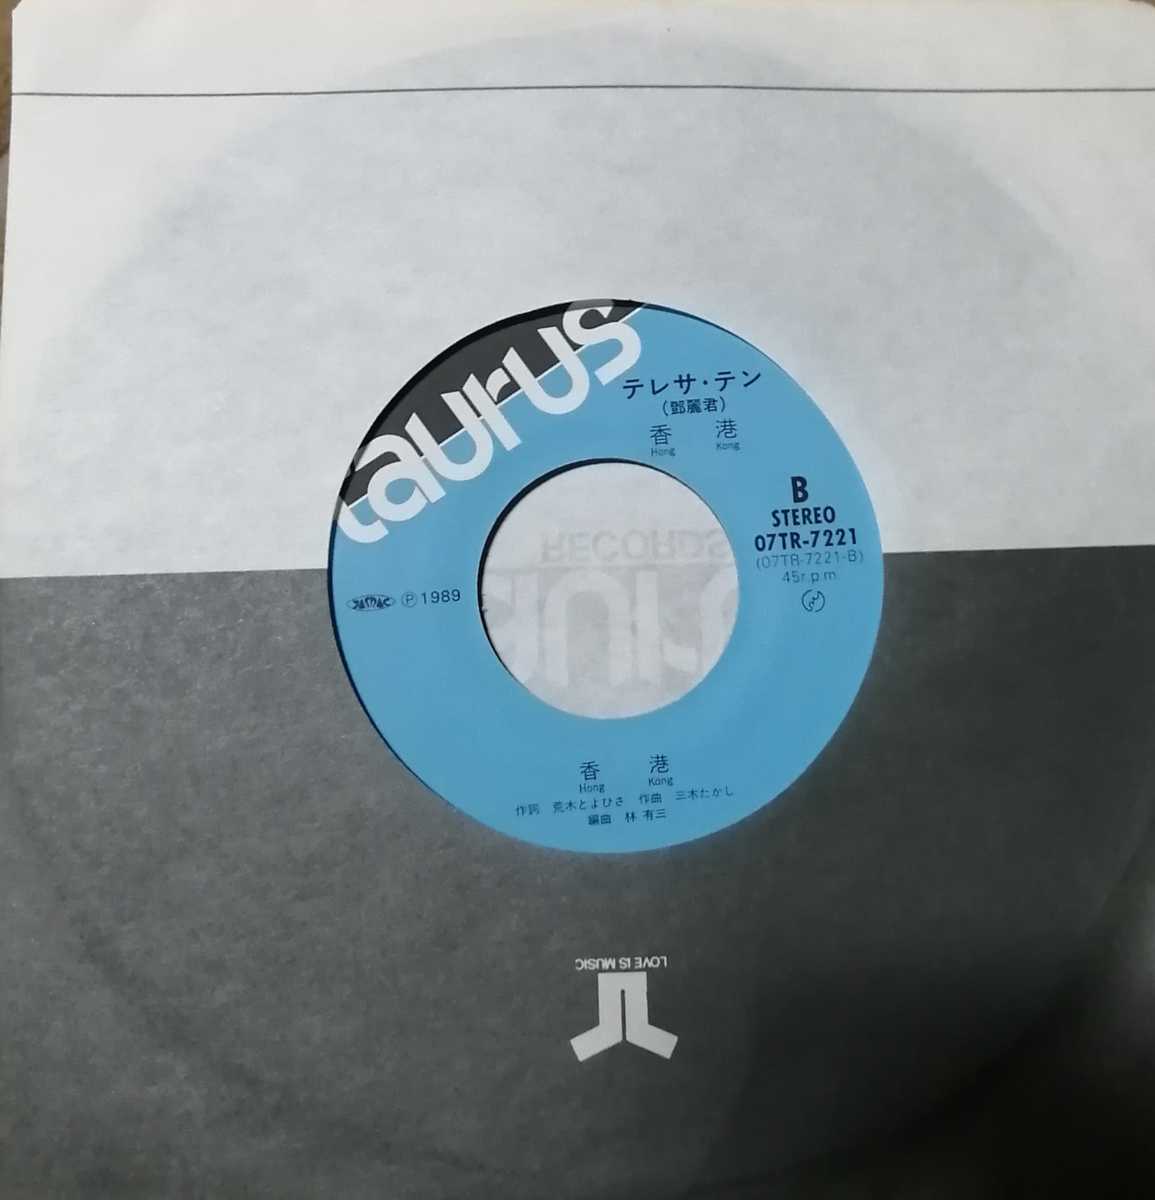 taurus
テレサ・テン
(鄧麗君)
香港
Hong Kong
B
STEREO
07TR-7221
(07TR-7221-B)
45r.p.m
Ⓟ1989
RECORDS
香港
Hong Kong
作詞 荒木とよひさ 作曲 三木たかし
編曲 林 有三
LOVE IS MUSIC